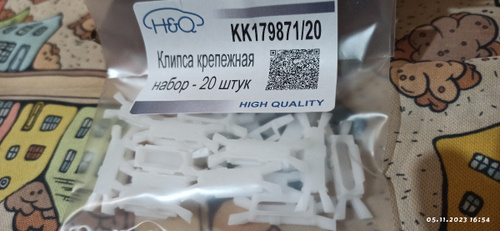 H&Q
KK179871/20
Клипса крепежная
набор - 20 штук
HIGH QUALITY
05.11.2023 16:54